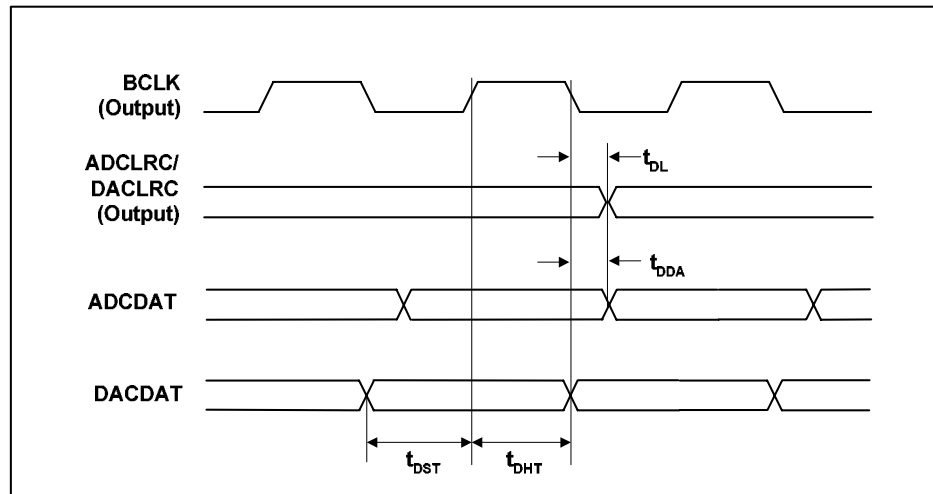 BCLK
(Output)
ADCLRC/
DACLRC
(Output)
tDL
tDDA
ADCDAT
DACDAT
tDST
tDHT